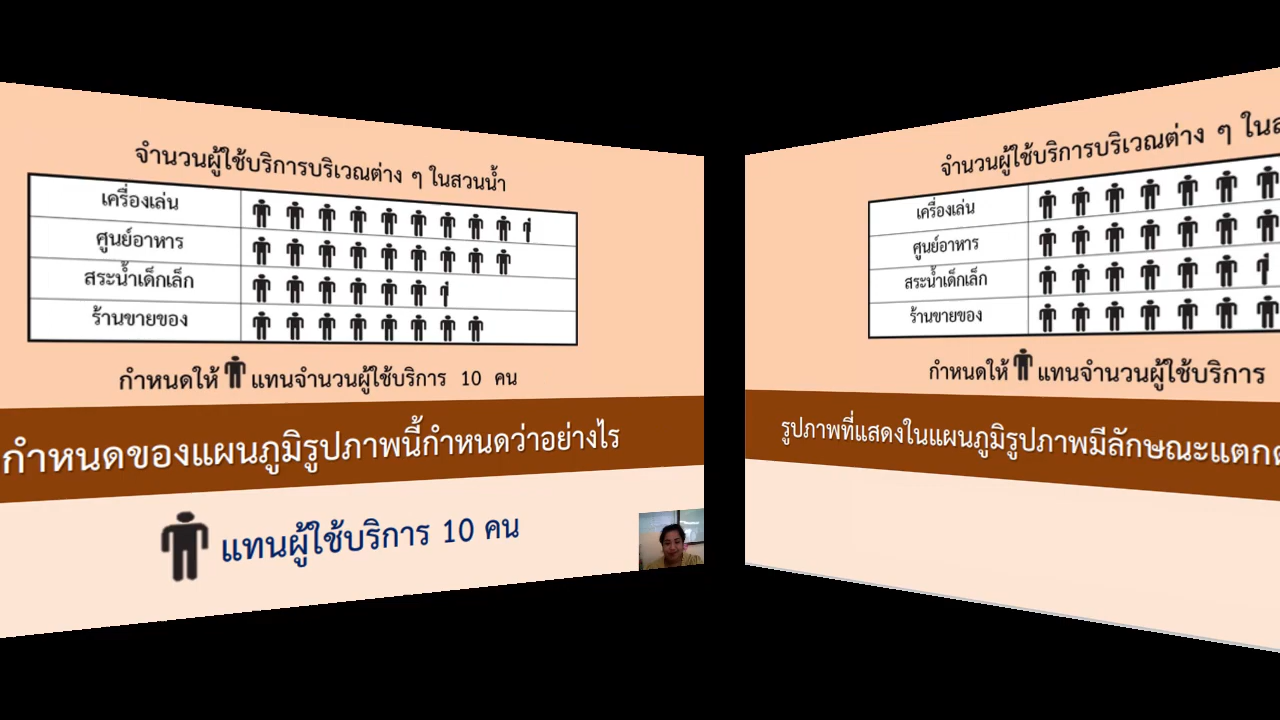 จำนวนผู้ใช้บริการบริเวณต่าง ๆ ในสวนน้ำ
เครื่องเล่น
ศูนย์อาหาร
สระน้ำเด็กเล็ก
ร้านขายของ
กำหนดให้ แทนจำนวนผู้ใช้บริการ 10 คน
กำหนดของแผนภูมิรูปภาพนี้กำหนดว่าอย่างไร
แทนผู้ใช้บริการ 10 คน
จำนวนผู้ใช้บริการบริเวณต่าง ๆ ใน
เครื่องเล่น
ศูนย์อาหาร
สระน้ำเด็กเล็ก
ร้านขายของ
กำหนดให้ แทนจำนวนผู้ใช้บริการ
รูปภาพที่แสดงในแผนภูมิรูปภาพมีลักษณะแตก